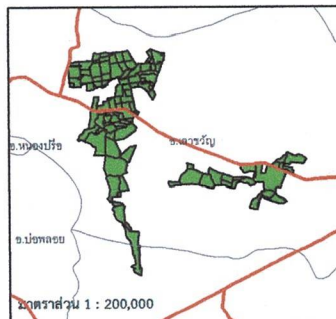 อ.หนองปรือ
อ.เลาขวัญ
อ.บ่อพลอย
มาตราส่วน 1 : 200,000